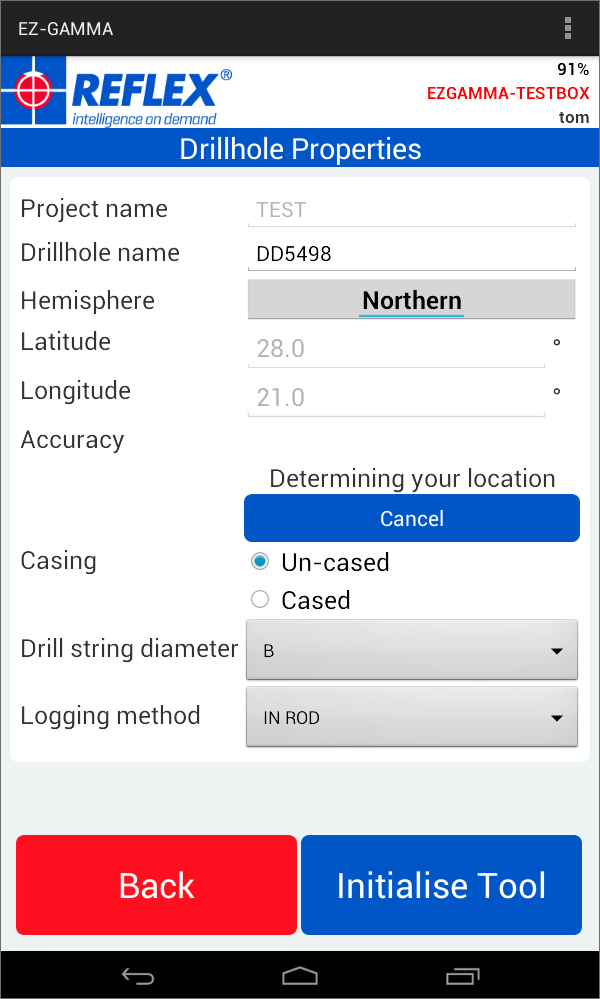 EZ-GAMMA
REFLEX®
intelligence on demand
91%
EZGAMMA-TESTBOX
tom
Drillhole Properties
Project name TEST
Drillhole name DD5498
Hemisphere Northern
Latitude 28.0 °
Longitude 21.0 °
Accuracy
Determining your location
Cancel
Casing Un-cased
Cased
Drill string diameter B
Logging method IN ROD
Back Initialise Tool